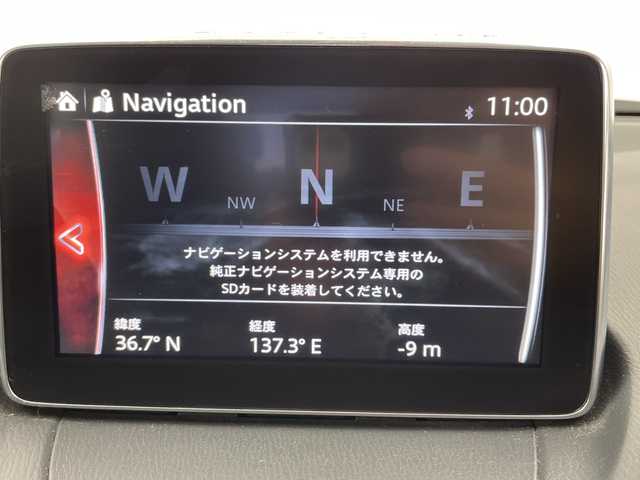 Navigation 11:00
W NW N NE E
ナビゲーションシステムを利用できません。
純正ナビゲーションシステム専用の
SDカードを装着してください。
緯度 経度 高度
36.7° N 137.3° E -9 m